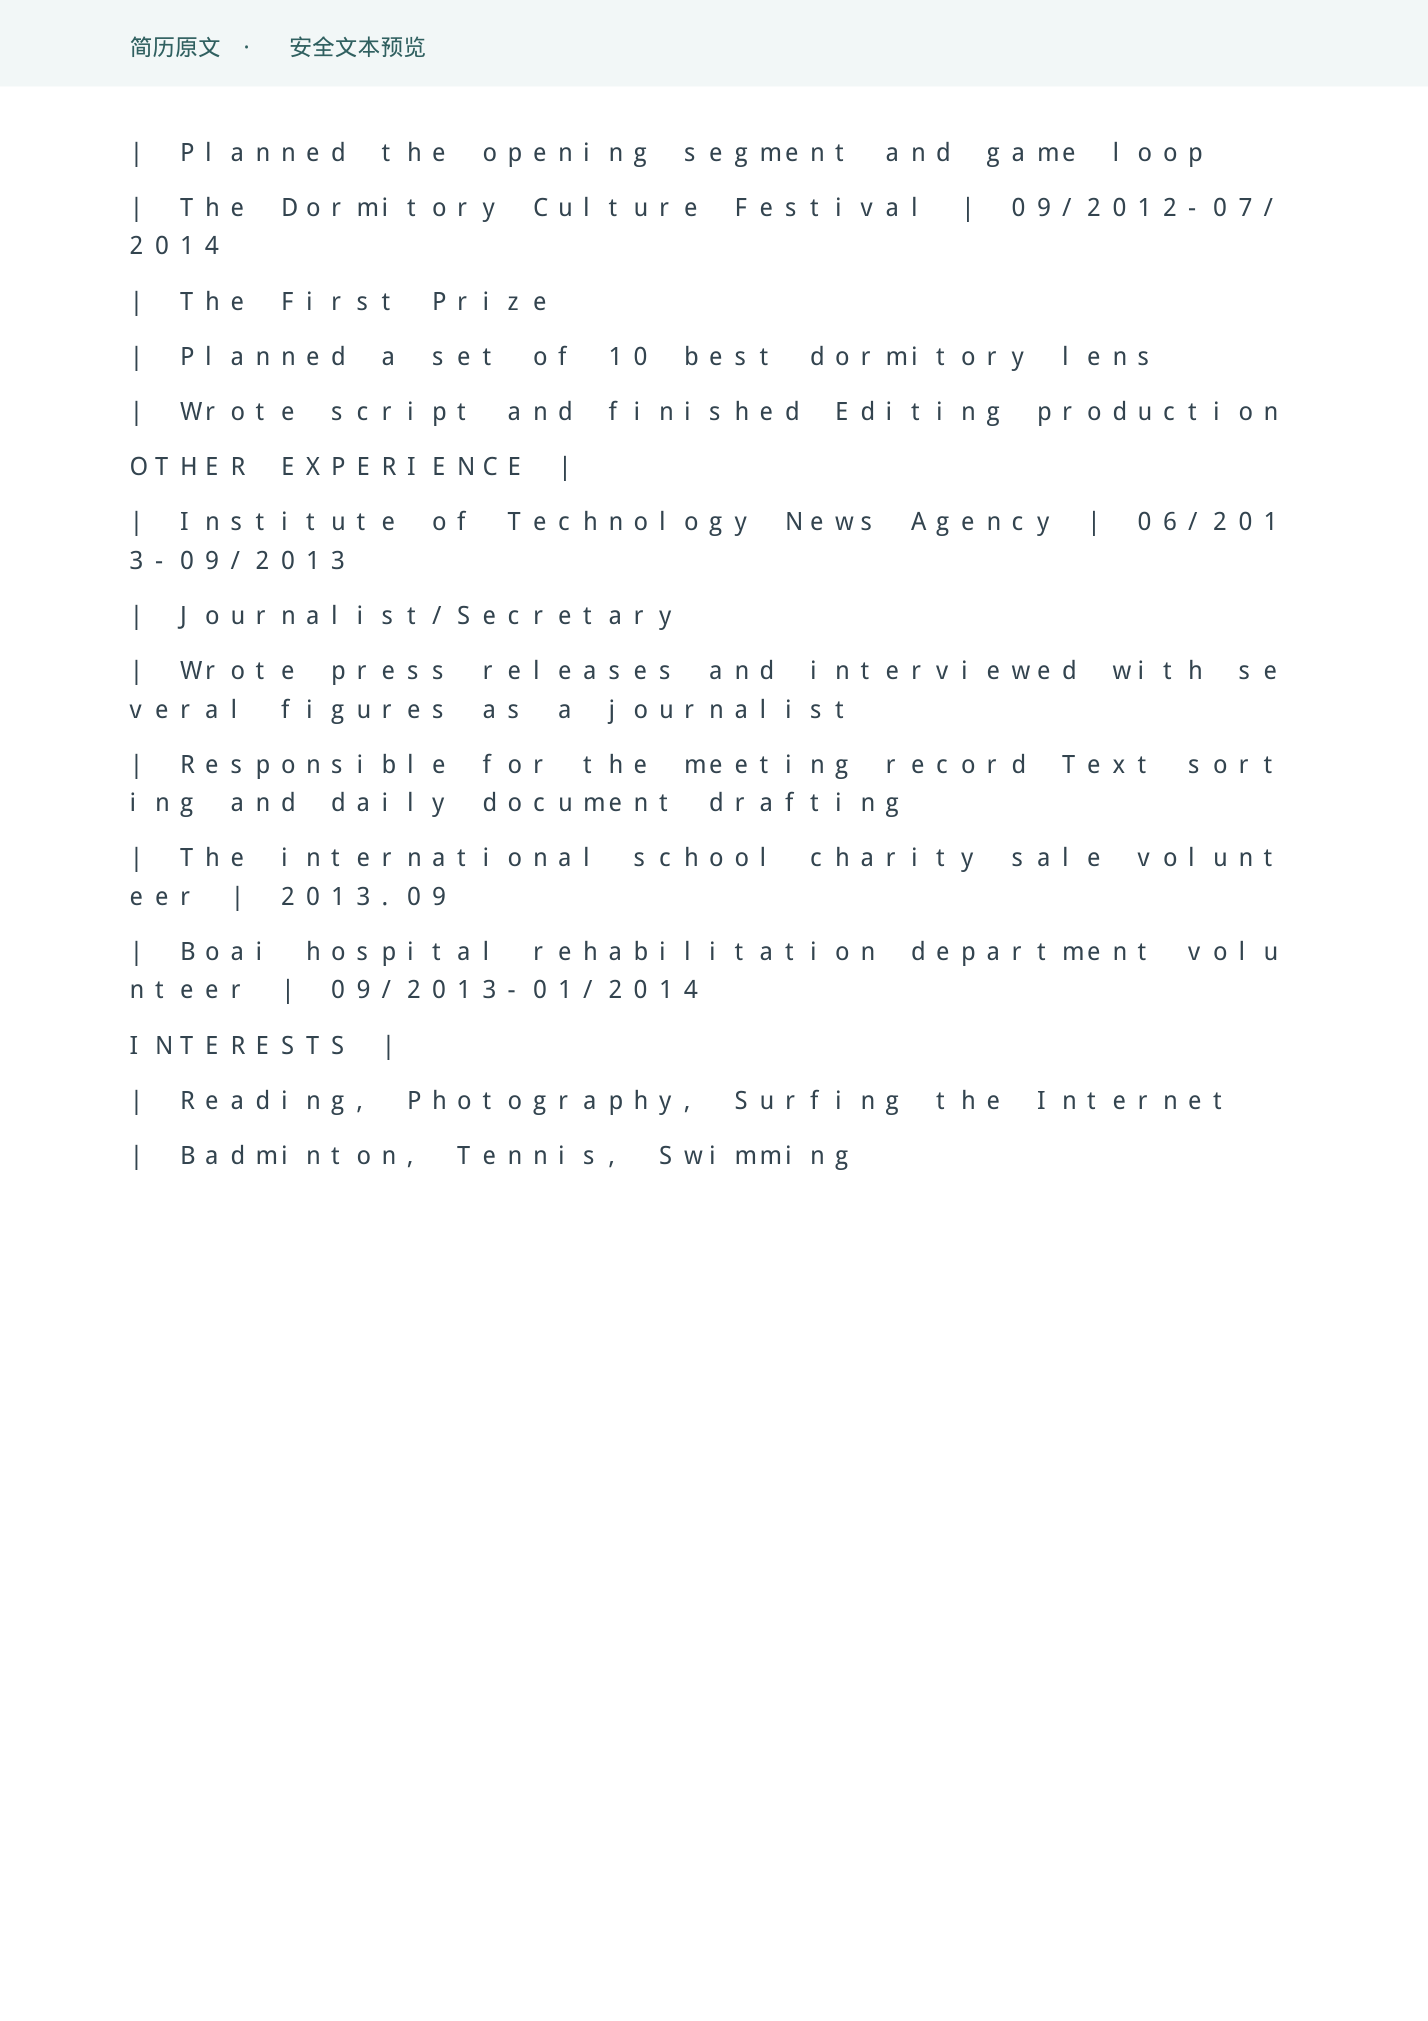 简历原文 · 安全文本预览
| Planned the opening segment and game loop
| The Dormitory Culture Festival | 09/2012-07/
2014
| The First Prize
| Planned a set of 10 best dormitory lens
| Wrote script and finished Editing production
OTHER EXPERIENCE |
| Institute of Technology News Agency | 06/201
3-09/2013
| Journalist/Secretary
| Wrote press releases and interviewed with se
veral figures as a journalist
| Responsible for the meeting record Text sort
ing and daily document drafting
| The international school charity sale volunt
eer | 2013.09
| Boai hospital rehabilitation department volu
nteer | 09/2013-01/2014
INTERESTS |
| Reading, Photography, Surfing the Internet
| Badminton, Tennis, Swimming